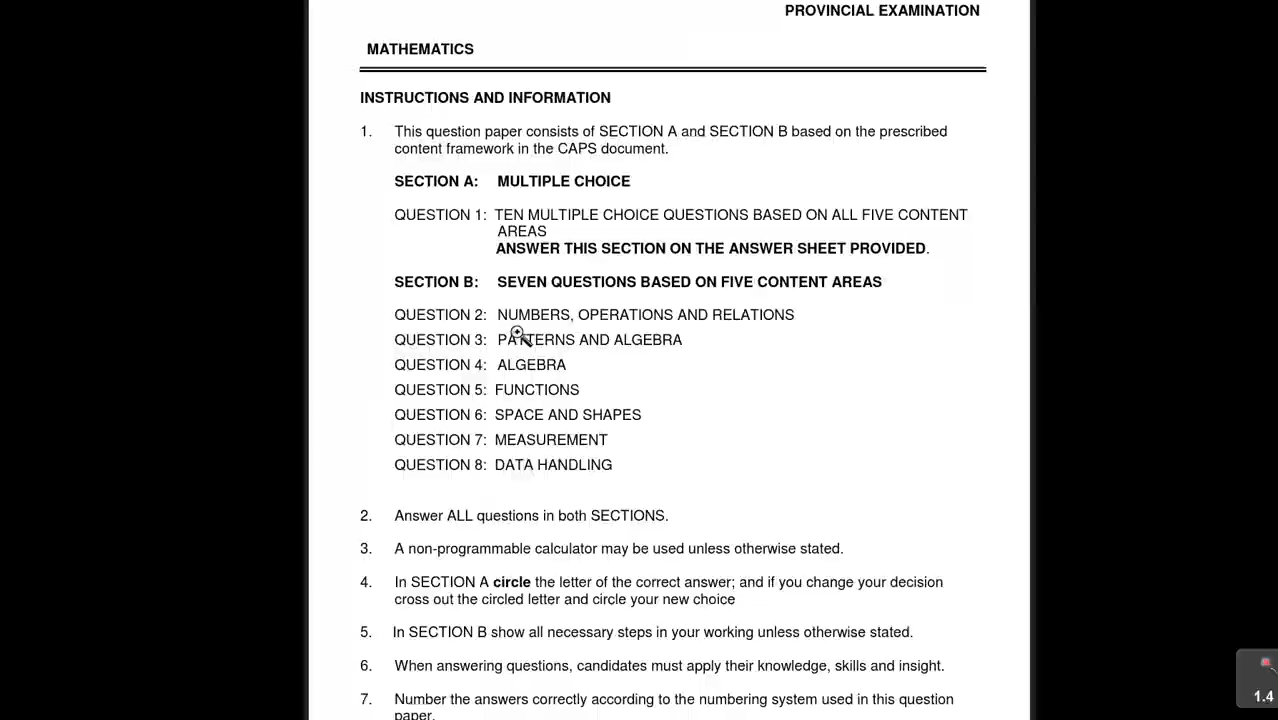 PROVINCIAL EXAMINATION
MATHEMATICS
INSTRUCTIONS AND INFORMATION
1. This question paper consists of SECTION A and SECTION B based on the prescribed
content framework in the CAPS document.
SECTION A: MULTIPLE CHOICE
QUESTION 1: TEN MULTIPLE CHOICE QUESTIONS BASED ON ALL FIVE CONTENT
AREAS
ANSWER THIS SECTION ON THE ANSWER SHEET PROVIDED.
SECTION B: SEVEN QUESTIONS BASED ON FIVE CONTENT AREAS
QUESTION 2: NUMBERS, OPERATIONS AND RELATIONS
QUESTION 3: PATTERNS AND ALGEBRA
QUESTION 4: ALGEBRA
QUESTION 5: FUNCTIONS
QUESTION 6: SPACE AND SHAPES
QUESTION 7: MEASUREMENT
QUESTION 8: DATA HANDLING
2. Answer ALL questions in both SECTIONS.
3. A non-programmable calculator may be used unless otherwise stated.
4. In SECTION A circle the letter of the correct answer; and if you change your decision
cross out the circled letter and circle your new choice
5. In SECTION B show all necessary steps in your working unless otherwise stated.
6. When answering questions, candidates must apply their knowledge, skills and insight.
7. Number the answers correctly according to the numbering system used in this question
paper.
1.4